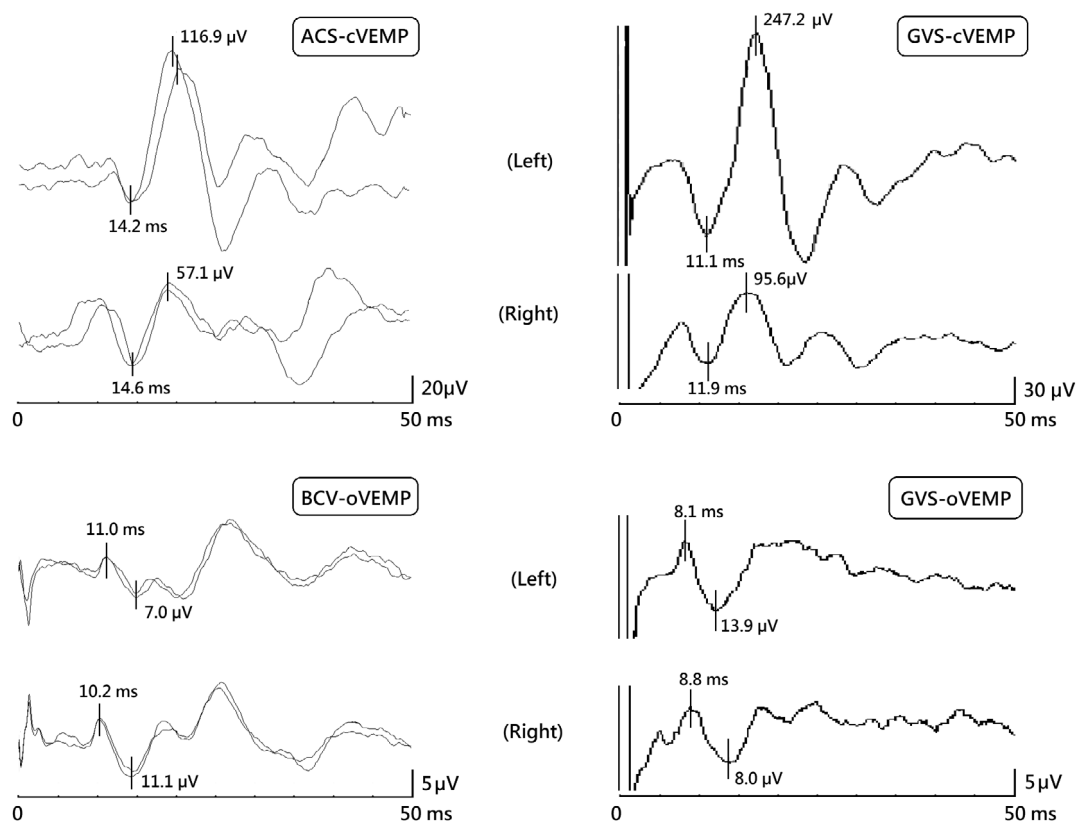 ACS-cVEMP
116.9 μV
14.2 ms
(Left)
57.1 μV
14.6 ms
(Right)
20μV
0
50 ms
GVS-cVEMP
247.2 μV
11.1 ms
95.6μV
11.9 ms
30 μV
0
50 ms
BCV-oVEMP
11.0 ms
7.0 μV
(Left)
10.2 ms
11.1 μV
(Right)
5μV
0
50 ms
GVS-oVEMP
8.1 ms
13.9 μV
8.8 ms
8.0 μV
5μV
0
50 ms